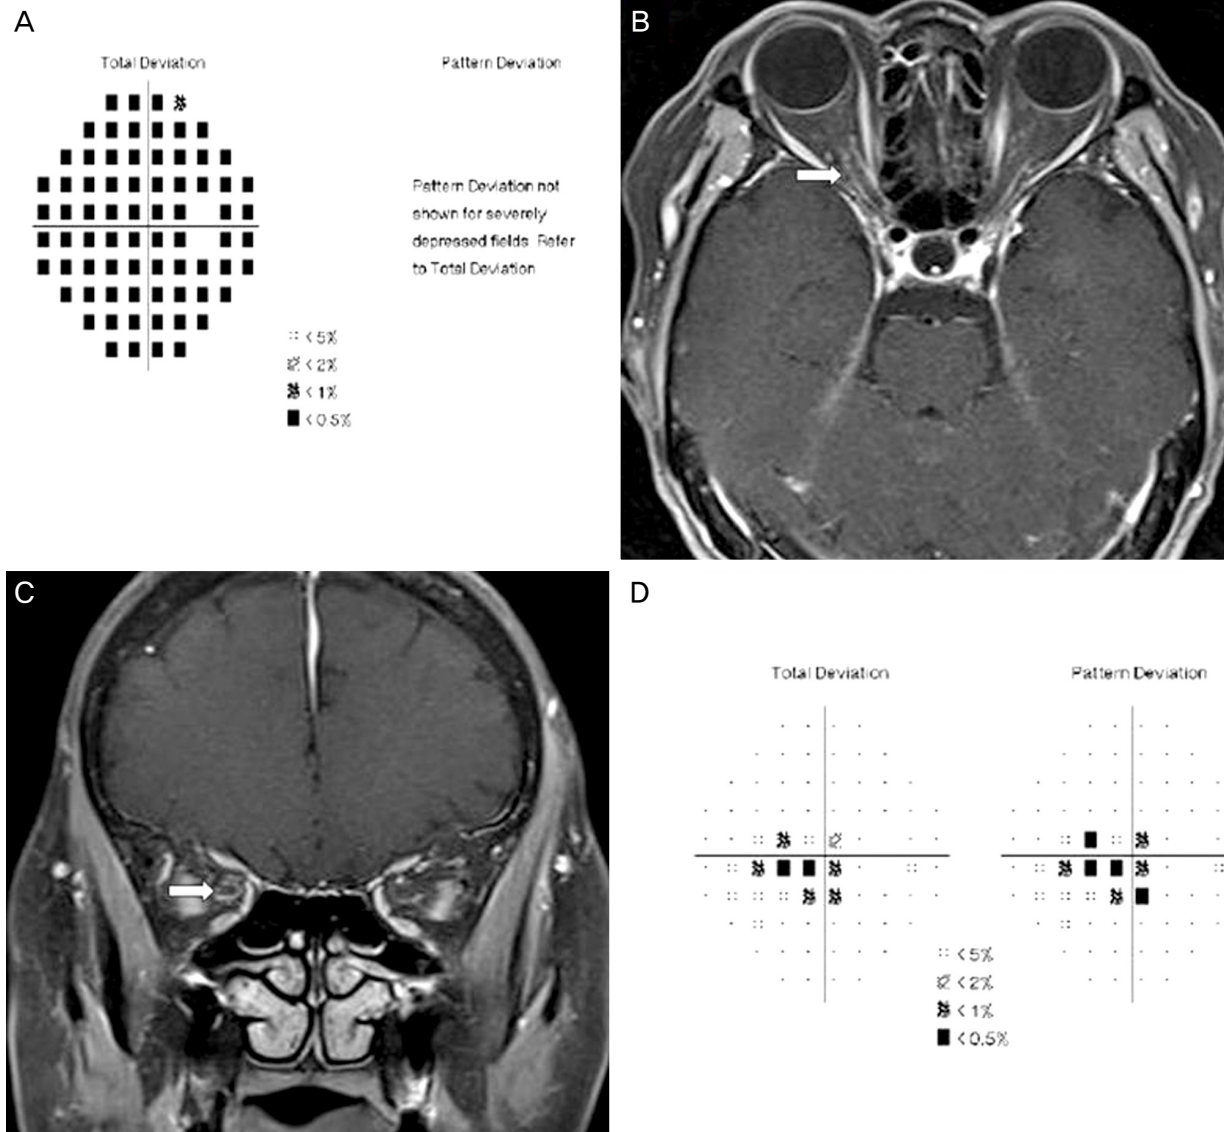 A
Total Deviation
Pattern Deviation
Pattern Deviation not
shown for severely
depressed fields. Refer
to Total Deviation
< 5%
< 2%
< 1%
< 0.5%
B
C
D
Total Deviation
Pattern Deviation
< 5%
< 2%
< 1%
< 0.5%